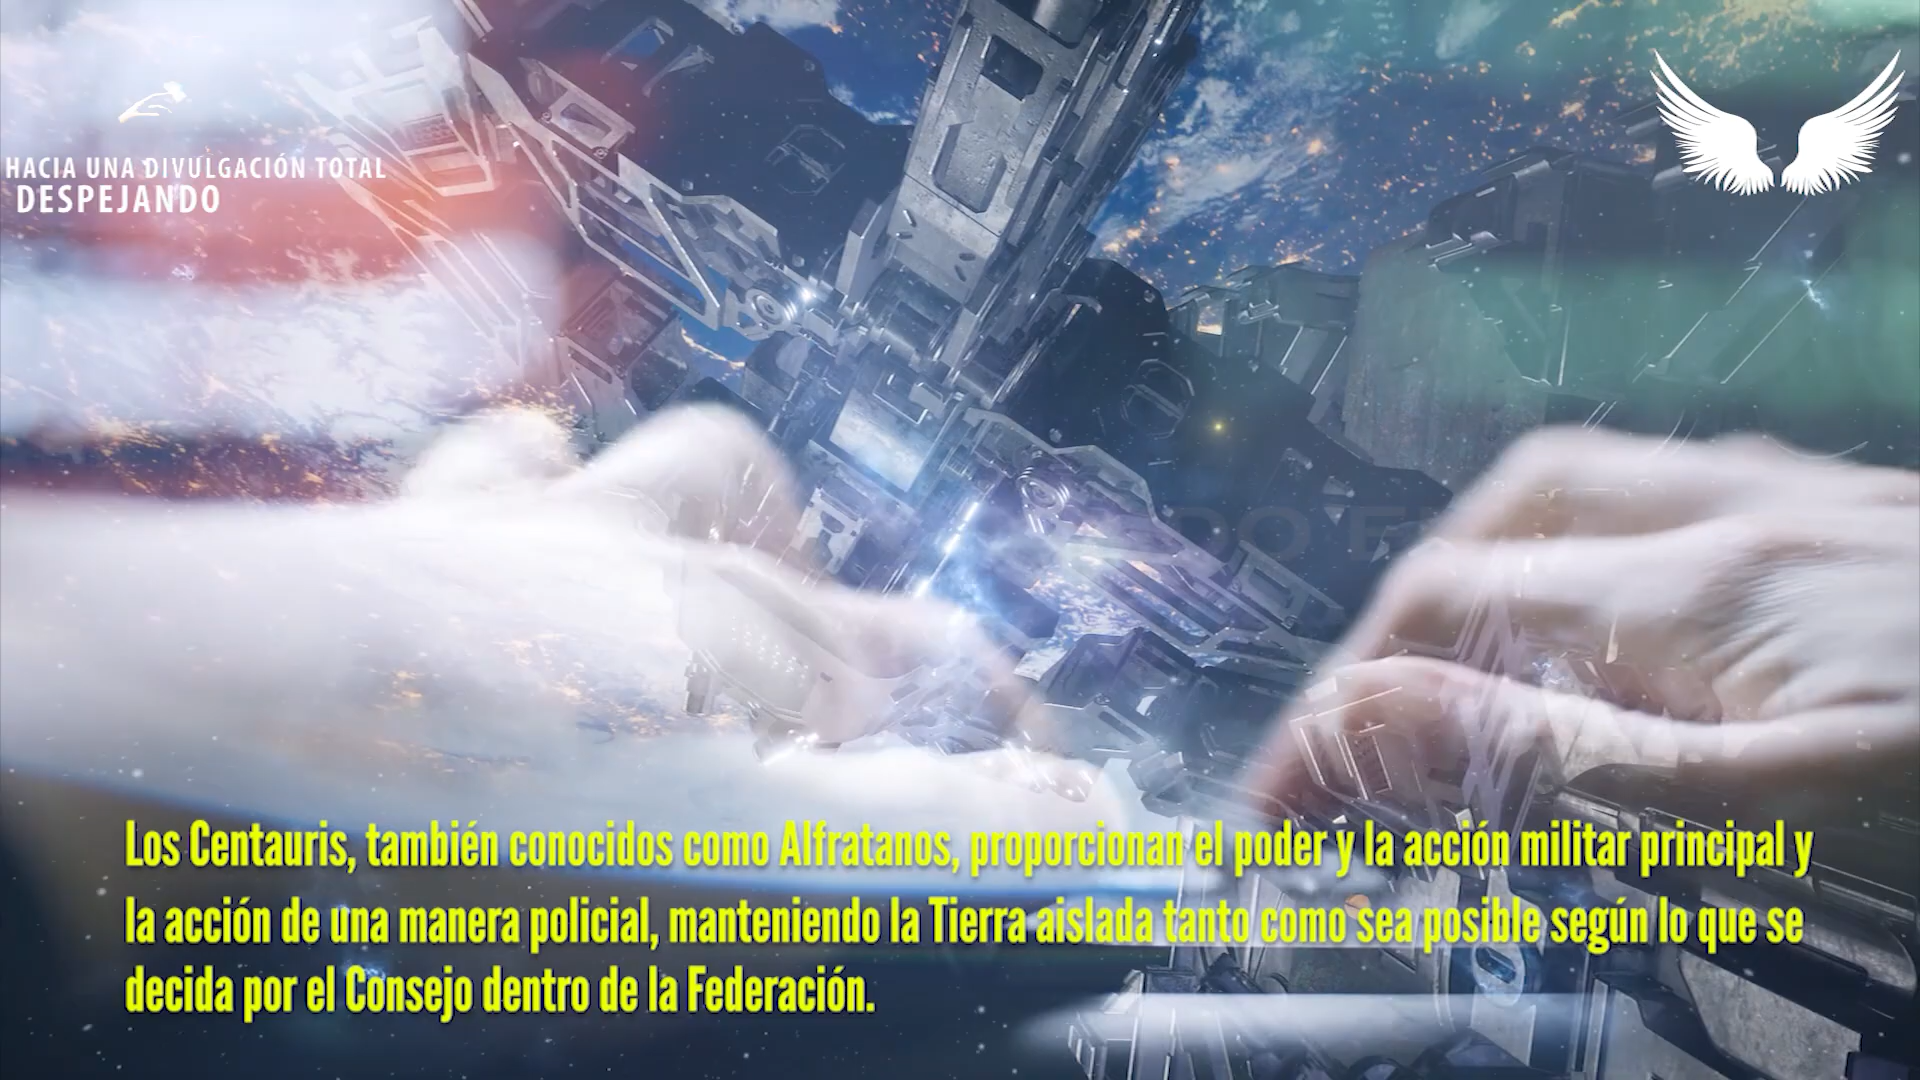 HACIA UNA DIVULGACIÓN TOTAL
DESPEJANDO
Los Centauris, también conocidos como Alfratanos, proporcionan el poder y la acción militar principal y
la acción de una manera policial, manteniendo la Tierra aislada tanto como sea posible según lo que se
decida por el Consejo dentro de la Federación.